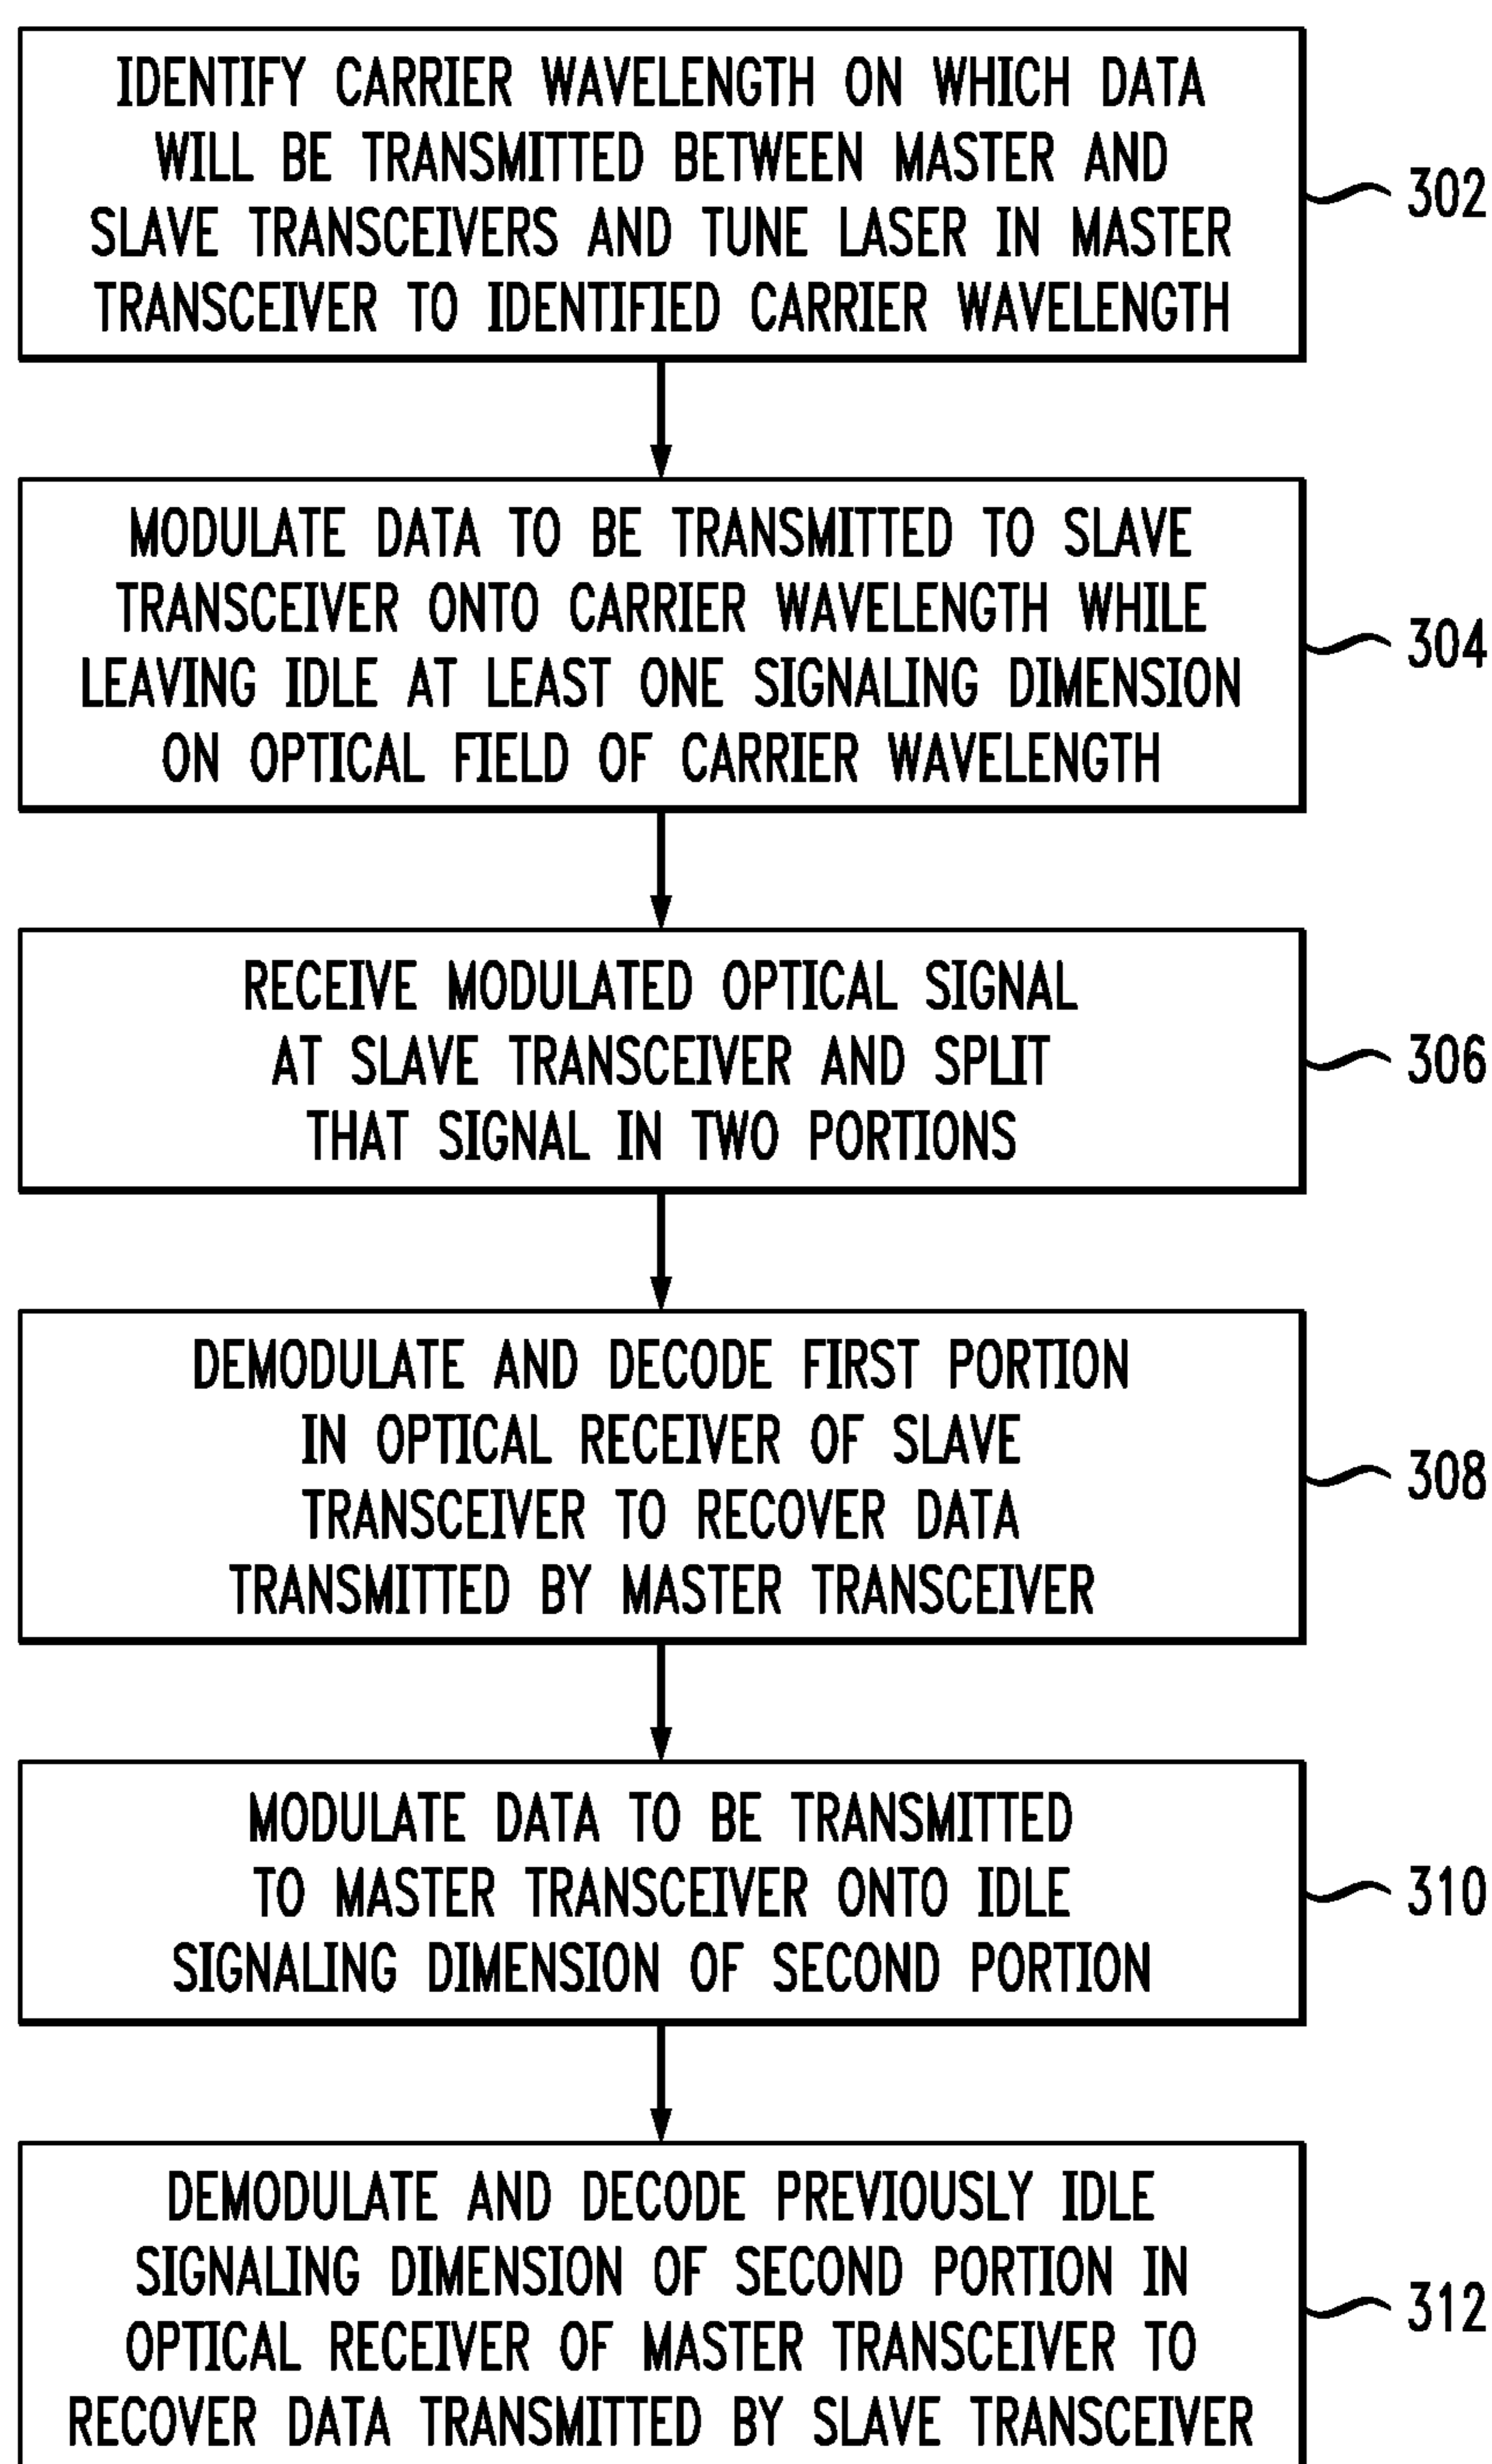 IDENTIFY CARRIER WAVELENGTH ON WHICH DATA
WILL BE TRANSMITTED BETWEEN MASTER AND
SLAVE TRANSCEIVERS AND TUNE LASER IN MASTER
TRANSCEIVER TO IDENTIFIED CARRIER WAVELENGTH
302
MODULATE DATA TO BE TRANSMITTED TO SLAVE
TRANSCEIVER ONTO CARRIER WAVELENGTH WHILE
LEAVING IDLE AT LEAST ONE SIGNALING DIMENSION
ON OPTICAL FIELD OF CARRIER WAVELENGTH
304
RECEIVE MODULATED OPTICAL SIGNAL
AT SLAVE TRANSCEIVER AND SPLIT
THAT SIGNAL IN TWO PORTIONS
306
DEMODULATE AND DECODE FIRST PORTION
IN OPTICAL RECEIVER OF SLAVE
TRANSCEIVER TO RECOVER DATA
TRANSMITTED BY MASTER TRANSCEIVER
308
MODULATE DATA TO BE TRANSMITTED
TO MASTER TRANSCEIVER ONTO IDLE
SIGNALING DIMENSION OF SECOND PORTION
310
DEMODULATE AND DECODE PREVIOUSLY IDLE
SIGNALING DIMENSION OF SECOND PORTION IN
OPTICAL RECEIVER OF MASTER TRANSCEIVER TO
RECOVER DATA TRANSMITTED BY SLAVE TRANSCEIVER
312